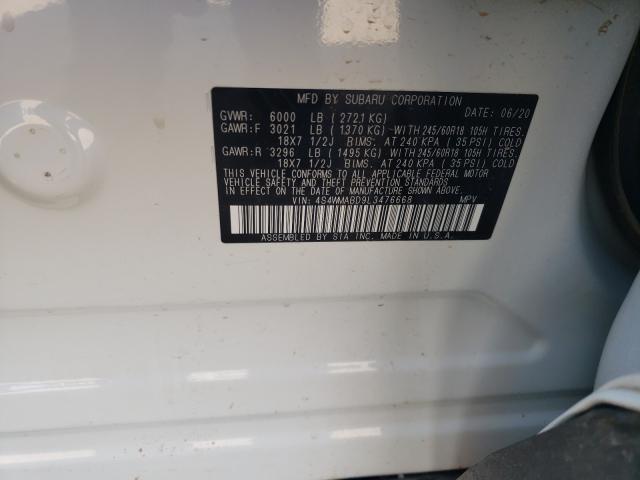 MFD BY SUBARU CORPORATION DATE: 06/20
GVWR: 6000 LB (2721 KG)
GAWR:F 3021 LB (1370 KG) WITH 245/60R18 105H TIRES.
18X7 1/2J RIMS. AT 240 KPA ( 35 PSI) COLD
GAWR:R 3296 LB (1495 KG) WITH 245/60R18 105H TIRES.
18X7 1/2J RIMS. AT 240 KPA ( 35 PSI) COLD
THIS VEHICLE CONFORMS TO ALL APPLICABLE FEDERAL MOTOR
VEHICLE SAFETY AND THEFT PREVENTION STANDARDS
IN EFFECT ON THE DATE OF MANUFACTURE SHOWN ABOVE.
VIN: 4S4WMABD9L3476668 MPV
ASSEMBLED BY SIA INC. MADE IN U.S.A.